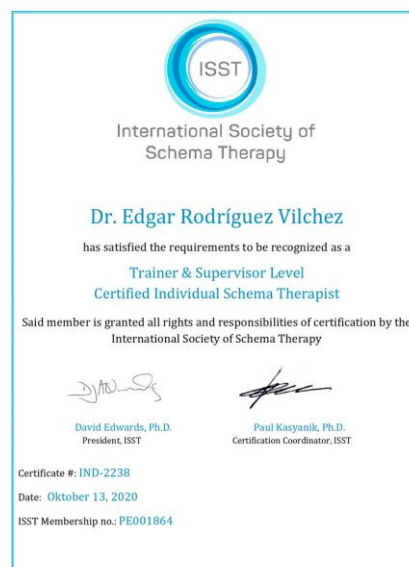 ISST
International Society of
Schema Therapy
Dr. Edgar Rodríguez Vilchez
has satisfied the requirements to be recognized as a
Trainer & Supervisor Level
Certified Individual Schema Therapist
Said member is granted all rights and responsibilities of certification by the
International Society of Schema Therapy
David Edwards, Ph.D. Paul Kasyanik, Ph.D.
President, ISST Certification Coordinator, ISST
Certificate #: IND-2238
Date: Oktober 13, 2020
ISST Membership no.: PE001864